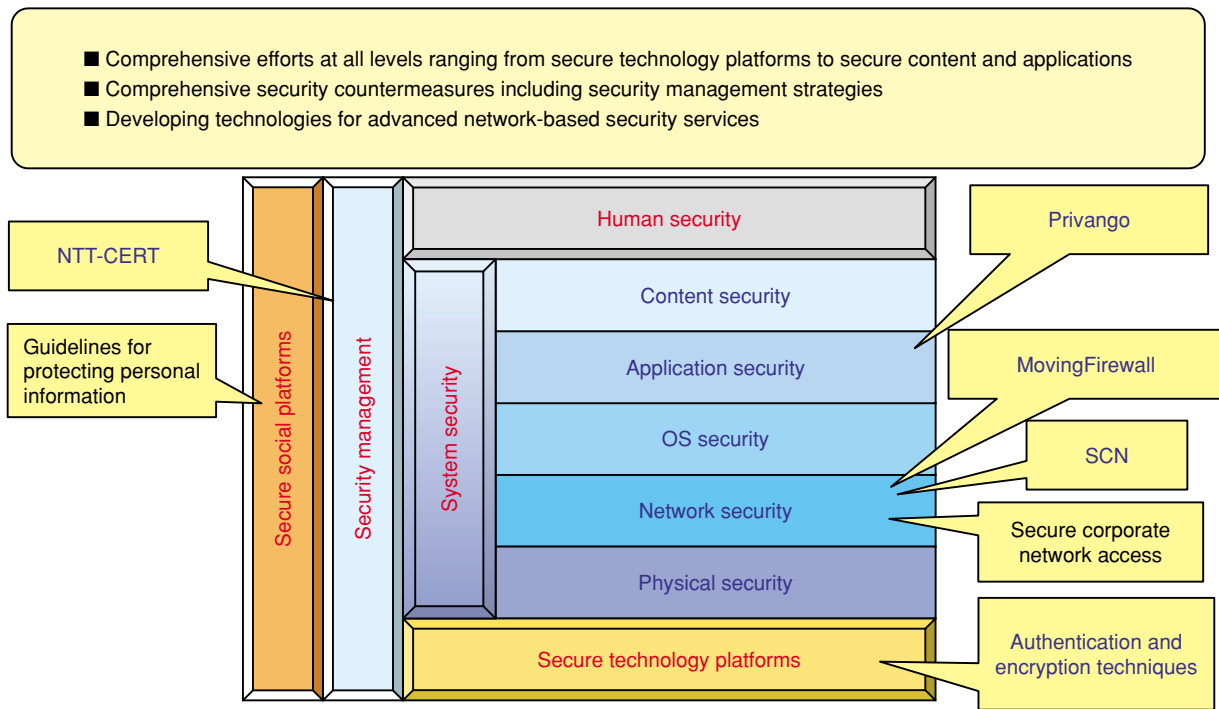 ■ Comprehensive efforts at all levels ranging from secure technology platforms to secure content and applications
■ Comprehensive security countermeasures including security management strategies
■ Developing technologies for advanced network-based security services
NTT-CERT
Guidelines for
protecting personal
information
Secure social platforms
Security management
Human security
System security
Content security
Application security
OS security
Network security
Physical security
Secure technology platforms
Privango
MovingFirewall
SCN
Secure corporate
network access
Authentication and
encryption techniques